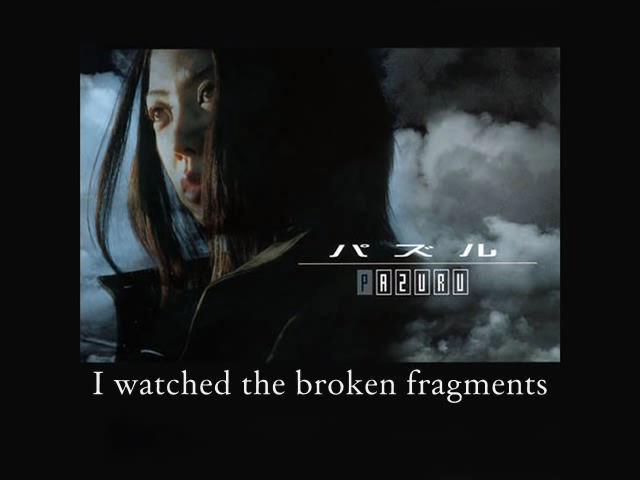 パズル
PAZURU
I watched the broken fragments